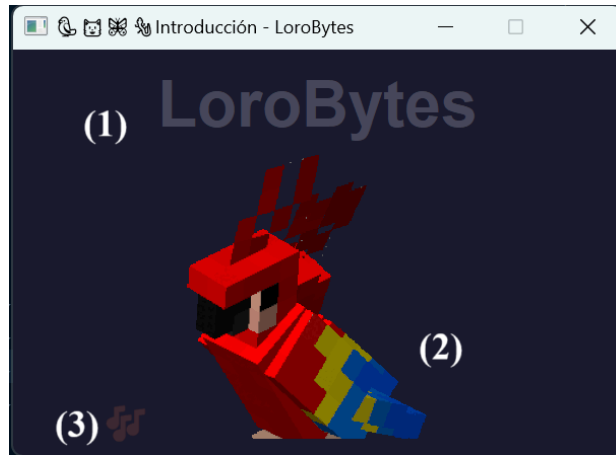 Introducción - LoroBytes
LoroBytes
(1)
(2)
(3)